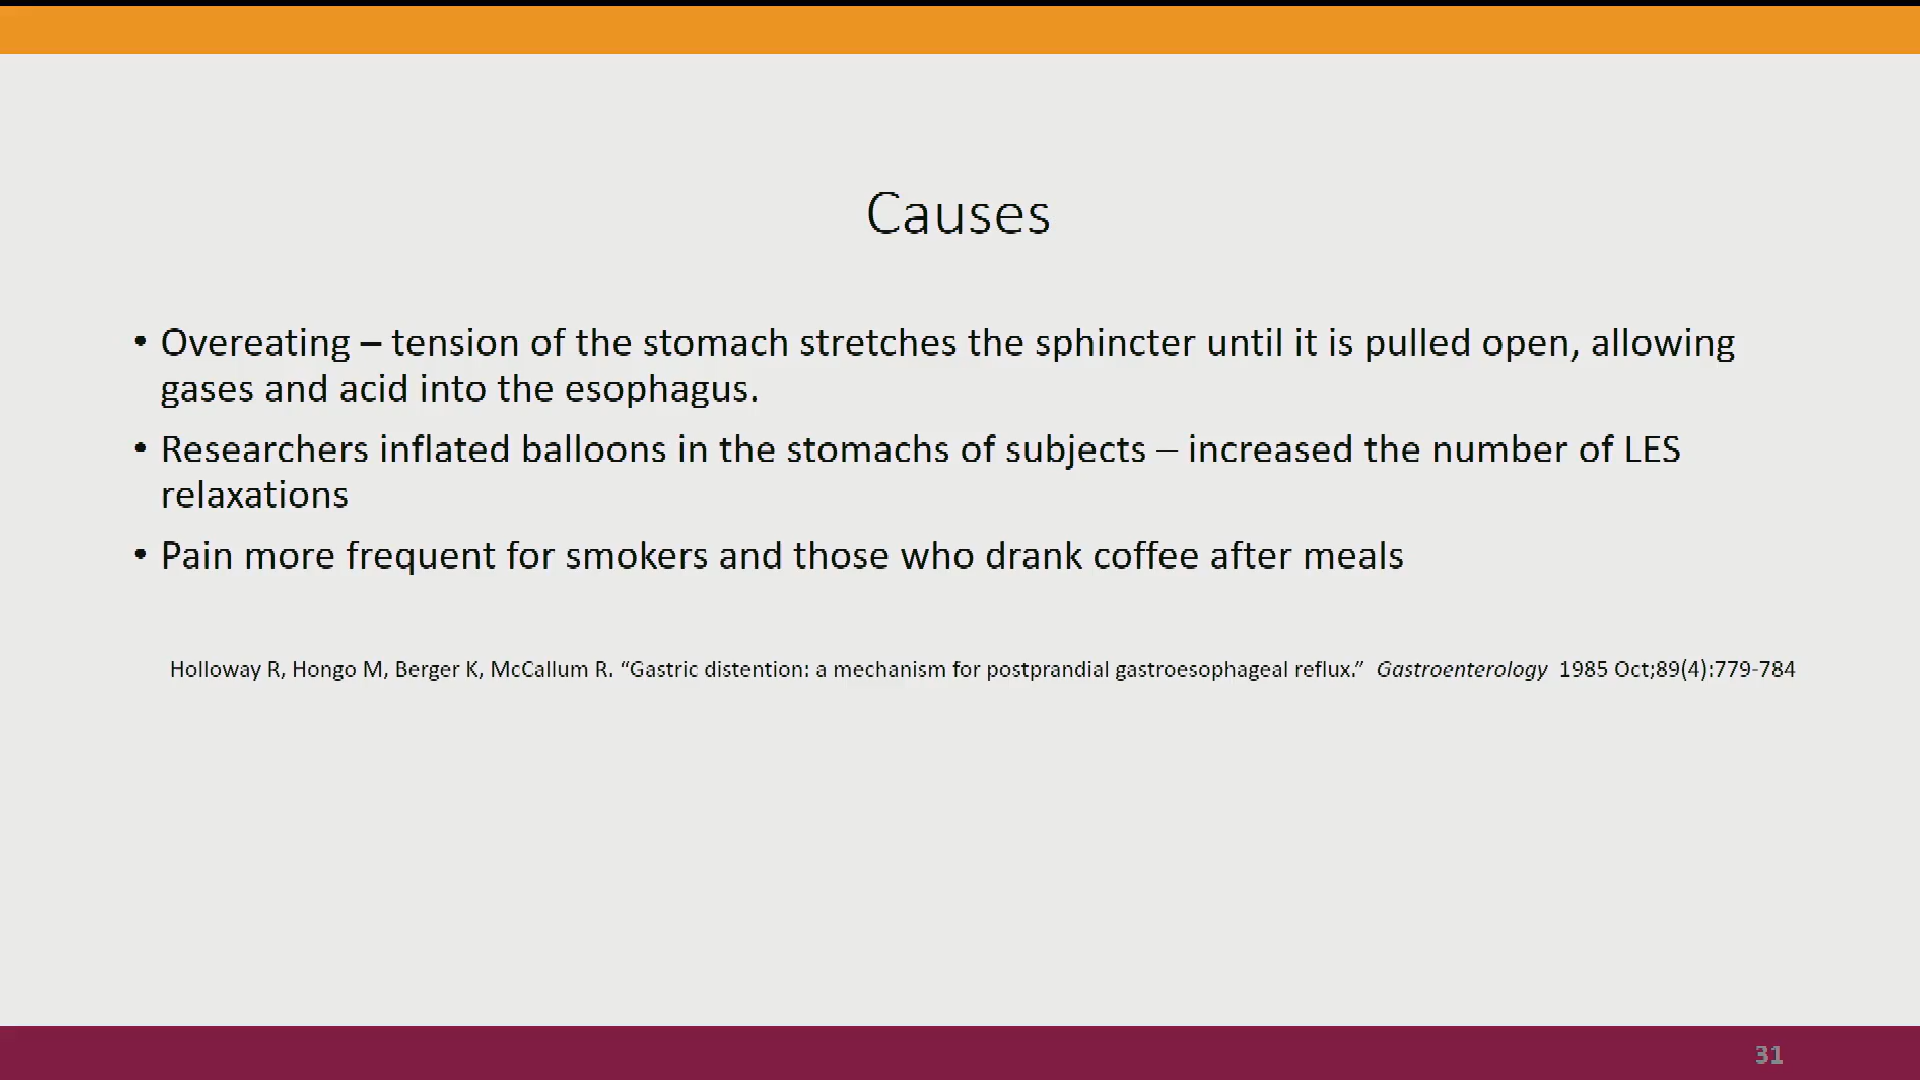 Causes
• Overeating – tension of the stomach stretches the sphincter until it is pulled open, allowing
gases and acid into the esophagus.
• Researchers inflated balloons in the stomachs of subjects – increased the number of LES
relaxations
• Pain more frequent for smokers and those who drank coffee after meals
Holloway R, Hongo M, Berger K, McCallum R. “Gastric distention: a mechanism for postprandial gastroesophageal reflux.” Gastroenterology 1985 Oct;89(4):779-784
31